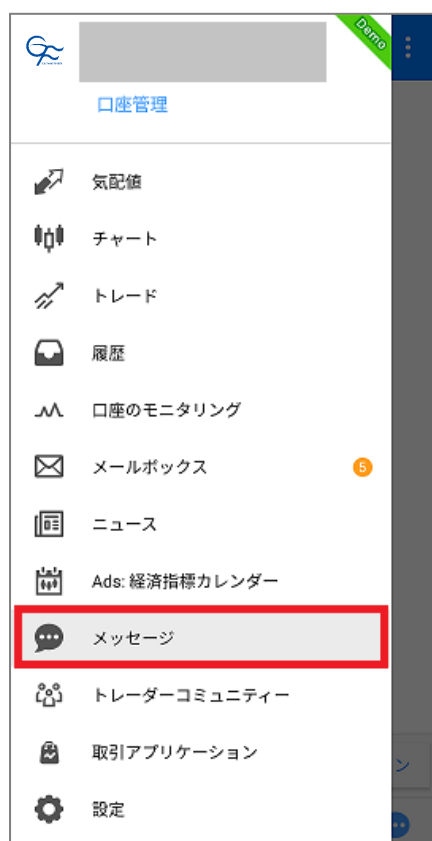 Demo
口座管理
気配値
チャート
トレード
履歴
口座のモニタリング
メールボックス
5
ニュース
Ads: 経済指標カレンダー
メッセージ
トレーダーコミュニティー
取引アプリケーション
ン
設定